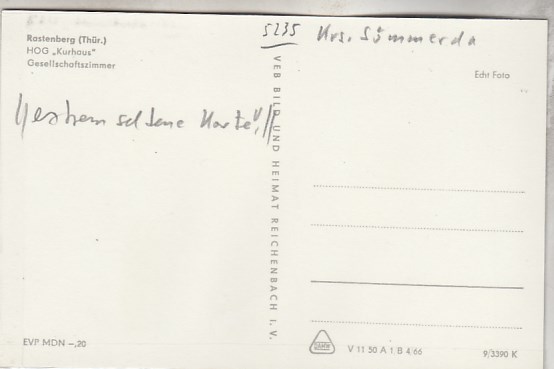 5235 Krs. Sömmerda
Rastenberg (Thür.)
HOG „Kurhaus"
Gesellschaftszimmer
Echt Foto
!!extrem seltene Karte!!
VEB BILD UND HEIMAT REICHENBACH I. V.
EVP MDN –,20
V 11 50 A 1 B 4/66
9/3390 K